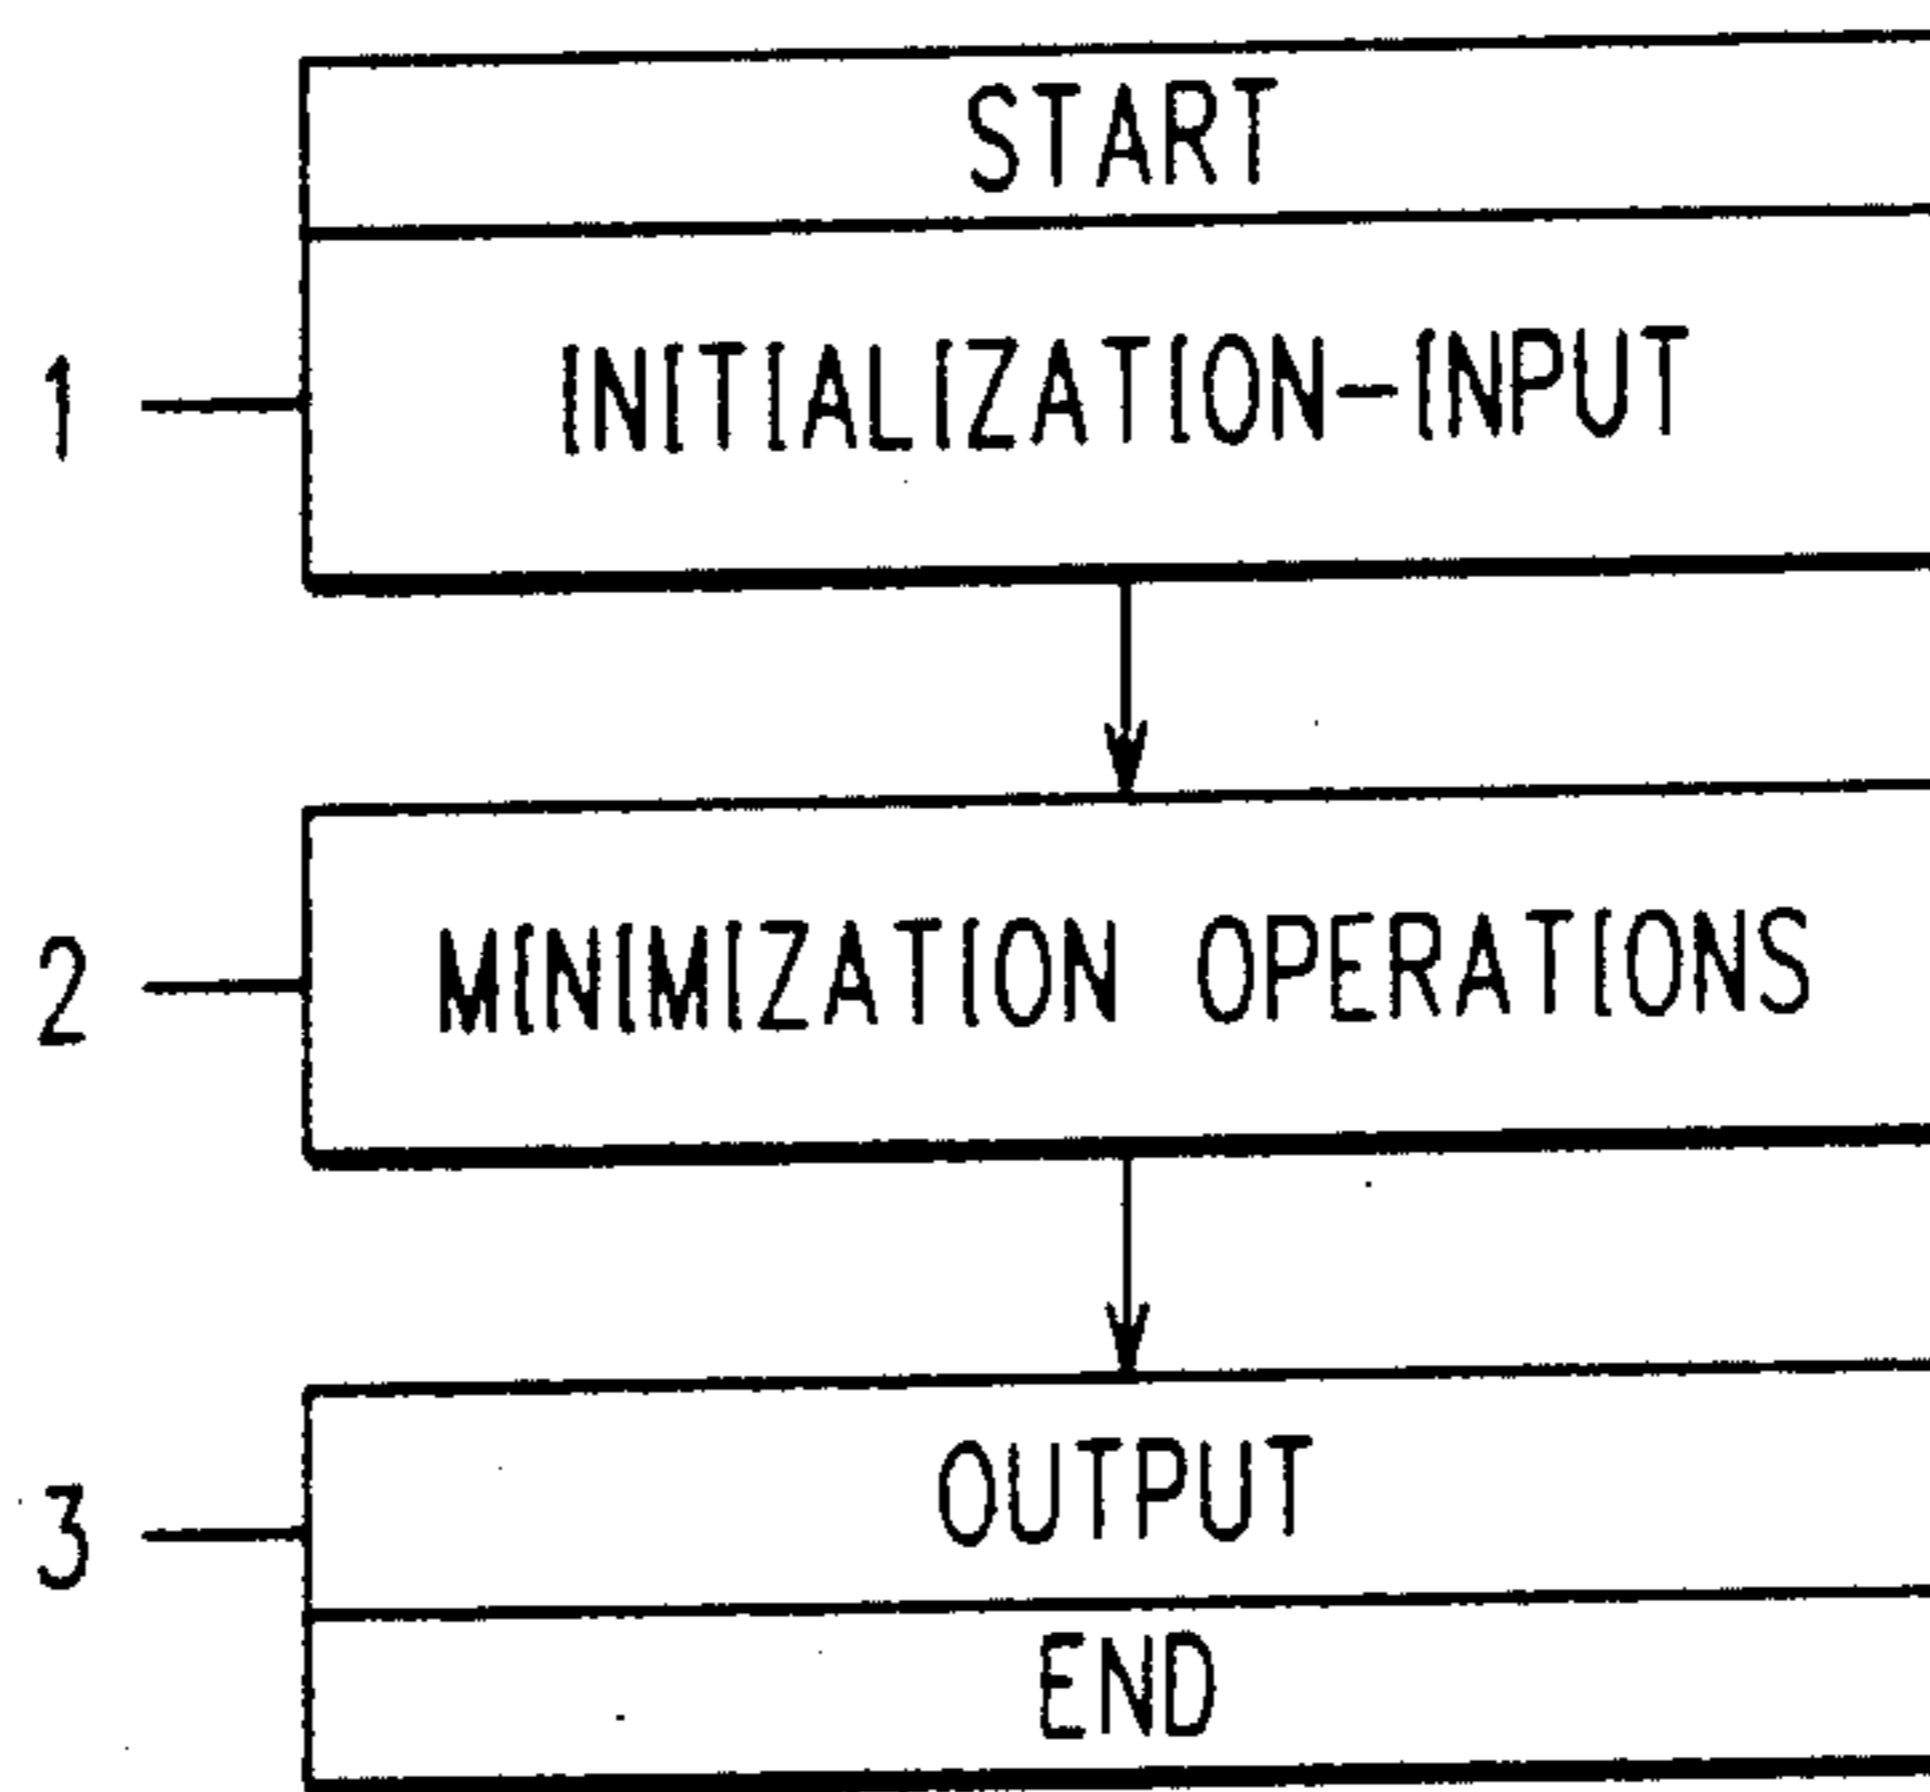 START
1
INITIALIZATION-INPUT
2
MINIMIZATION OPERATIONS
3
OUTPUT
END